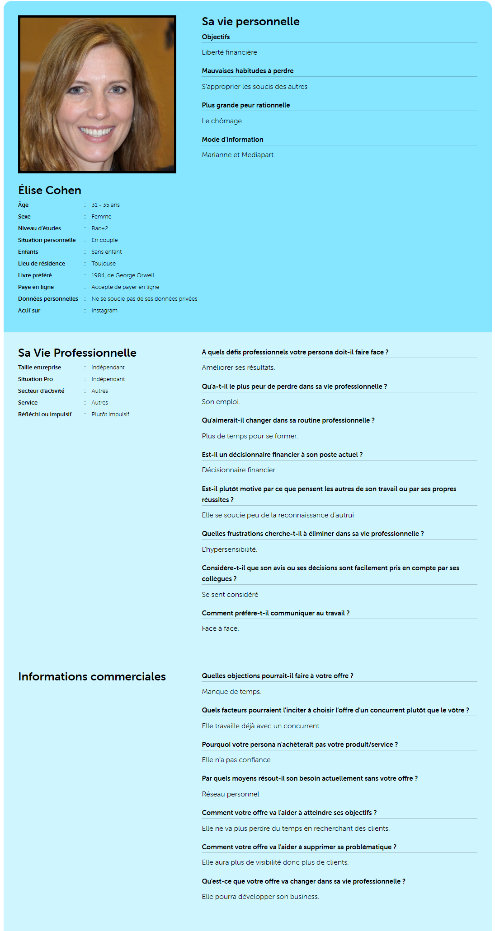 Sa vie personnelle
Objectifs
Liberté financière
Mauvaises habitudes à perdre
S'approprier les soucis des autres
Plus grande peur rationnelle
Le chômage
Mode d'information
Marianne et Mediapart
Élise Cohen
Âge : 31 - 35 ans
Sexe : Femme
Niveau d'études : Bac+2
Situation personnelle : En couple
Enfants : Sans enfant
Lieu de résidence : Toulouse
Livre préféré : 1984, de George Orwell
Paye en ligne : Accepte de payer en ligne
Données personnelles : Ne se soucie pas de ses données privées
Actif sur : Instagram
Sa Vie Professionnelle
Taille entreprise : Indépendant
Situation Pro : Indépendant
Secteur d'activité : Autres
Service : Autres
Réfléchi ou impulsif : Plutôt impulsif
A quels défis professionnels votre persona doit-il faire face ?
Améliorer ses résultats.
Qu'a-t-il le plus peur de perdre dans sa vie professionnelle ?
Son emploi.
Qu'aimerait-il changer dans sa routine professionnelle ?
Plus de temps pour se former.
Est-il un décisionnaire financier à son poste actuel ?
Décisionnaire financier
Est-il plutôt motivé par ce que pensent les autres de son travail ou par ses propres
réussites ?
Elle se soucie peu de la reconnaissance d'autrui
Quelles frustrations cherche-t-il à éliminer dans sa vie professionnelle ?
L'hypersensibilité.
Considère-t-il que son avis ou ses décisions sont facilement pris en compte par ses
collègues ?
Se sent considéré
Comment préfère-t-il communiquer au travail ?
Face à face.
Informations commerciales
Quelles objections pourrait-il faire à votre offre ?
Manque de temps.
Quels facteurs pourraient l'inciter à choisir l'offre d'un concurrent plutôt que le vôtre ?
Elle travaille déjà avec un concurrent
Pourquoi votre persona n'achèterait pas votre produit/service ?
Elle n'a pas confiance
Par quels moyens résout-il son besoin actuellement sans votre offre ?
Réseau personnel
Comment votre offre va l'aider à atteindre ses objectifs ?
Elle ne va plus perdre du temps en recherchant des clients.
Comment votre offre va l'aider à supprimer sa problématique ?
Elle aura plus de visibilité donc plus de clients.
Qu'est-ce que votre offre va changer dans sa vie professionnelle ?
Elle pourra développer son business.